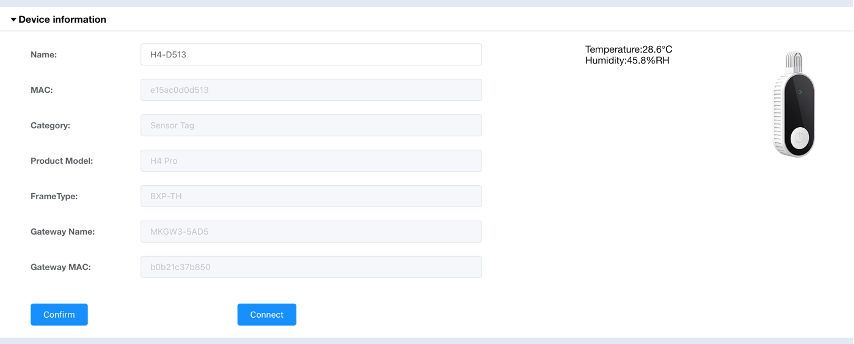 Device information
Name: H4-D513
Temperature:28.6°C
Humidity:45.8%RH
MAC: e15ac0d0d513
Category: Sensor Tag
Product Model: H4 Pro
FrameType: BXP-TH
Gateway Name: MKGW3-5AD5
Gateway MAC: b0b21c37b850
Confirm Connect